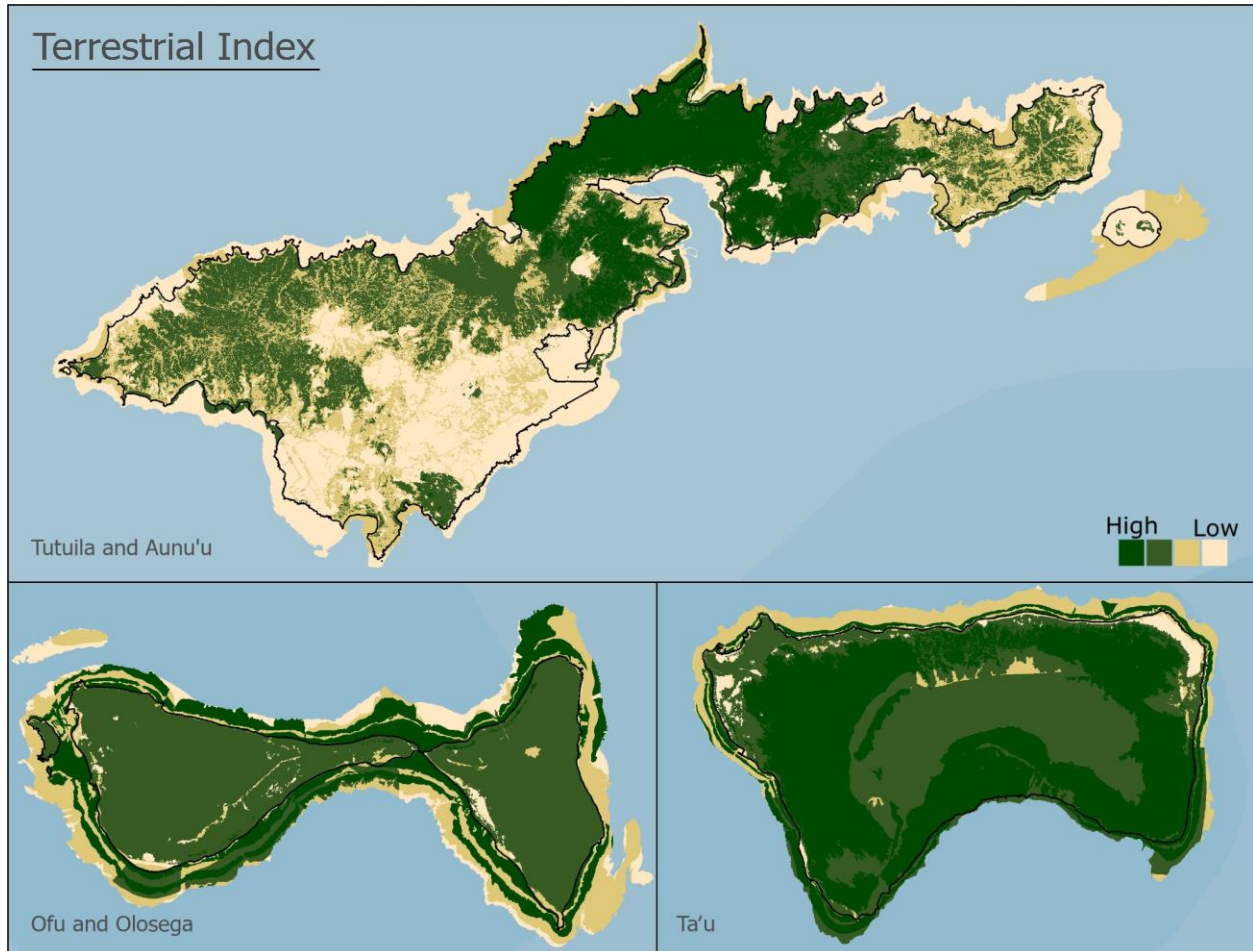 Terrestrial Index
High Low
Tutuila and Aunu'u
Ofu and Olosega
Ta‘u